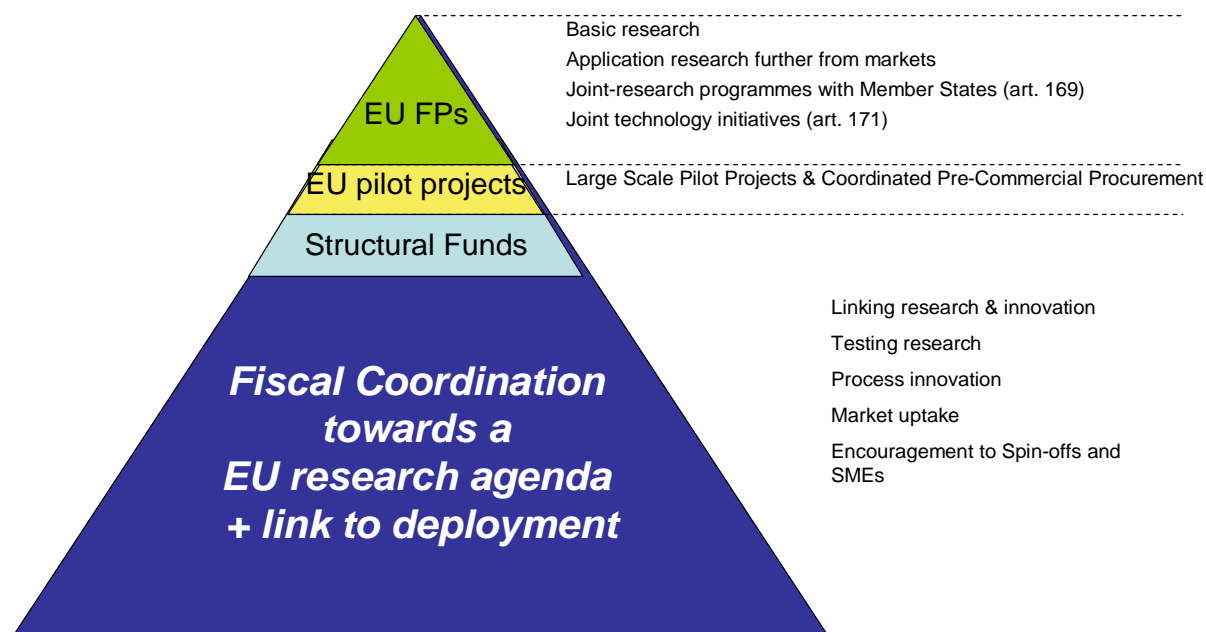 Basic research
Application research further from markets
Joint-research programmes with Member States (art. 169)
Joint technology initiatives (art. 171)
EU FPs
EU pilot projects
Large Scale Pilot Projects & Coordinated Pre-Commercial Procurement
Structural Funds
Linking research & innovation
Testing research
Process innovation
Market uptake
Encouragement to Spin-offs and
SMEs
Fiscal Coordination
towards a
EU research agenda
+ link to deployment